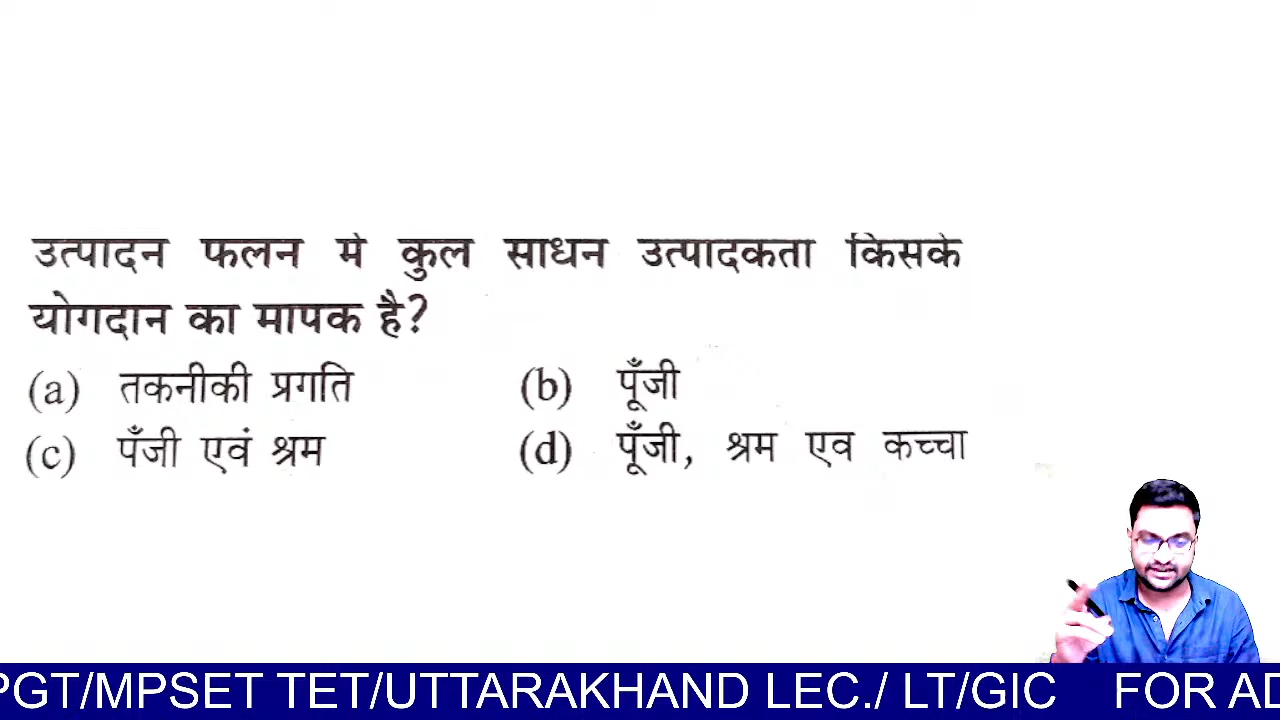 उत्पादन फलन मे कुल साधन उत्पादकता किसके
योगदान का मापक है?
(a) तकनीकी प्रगति (b) पूँजी
(c) पँजी एवं श्रम (d) पूँजी, श्रम एव कच्चा
PGT/MPSET TET/UTTARAKHAND LEC./ LT/GIC FOR AD